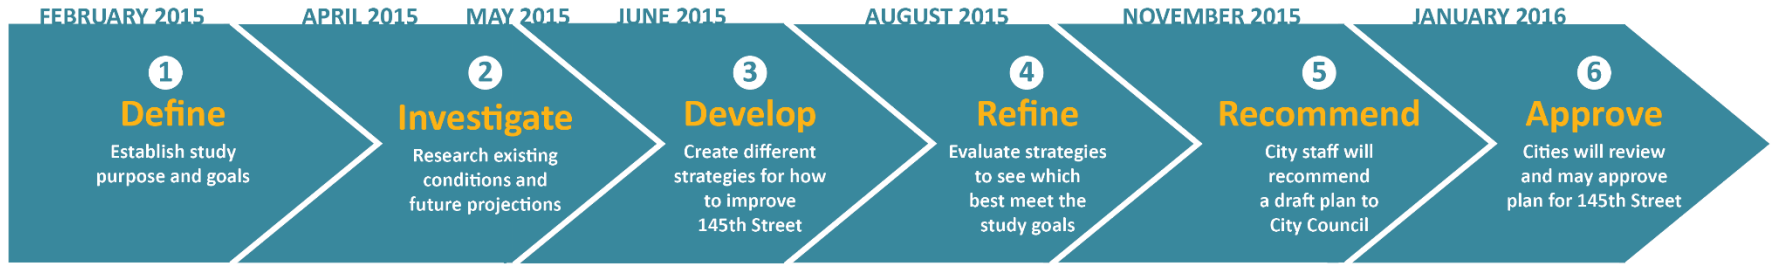 FEBRUARY 2015
APRIL 2015
MAY 2015
JUNE 2015
AUGUST 2015
NOVEMBER 2015
JANUARY 2016
1
Define
Establish study
purpose and goals
2
Investigate
Research existing
conditions and
future projections
3
Develop
Create different
strategies for how
to improve
145th Street
4
Refine
Evaluate strategies
to see which
best meet the
study goals
5
Recommend
City staff will
recommend
a draft plan to
City Council
6
Approve
Cities will review
and may approve
plan for 145th Street